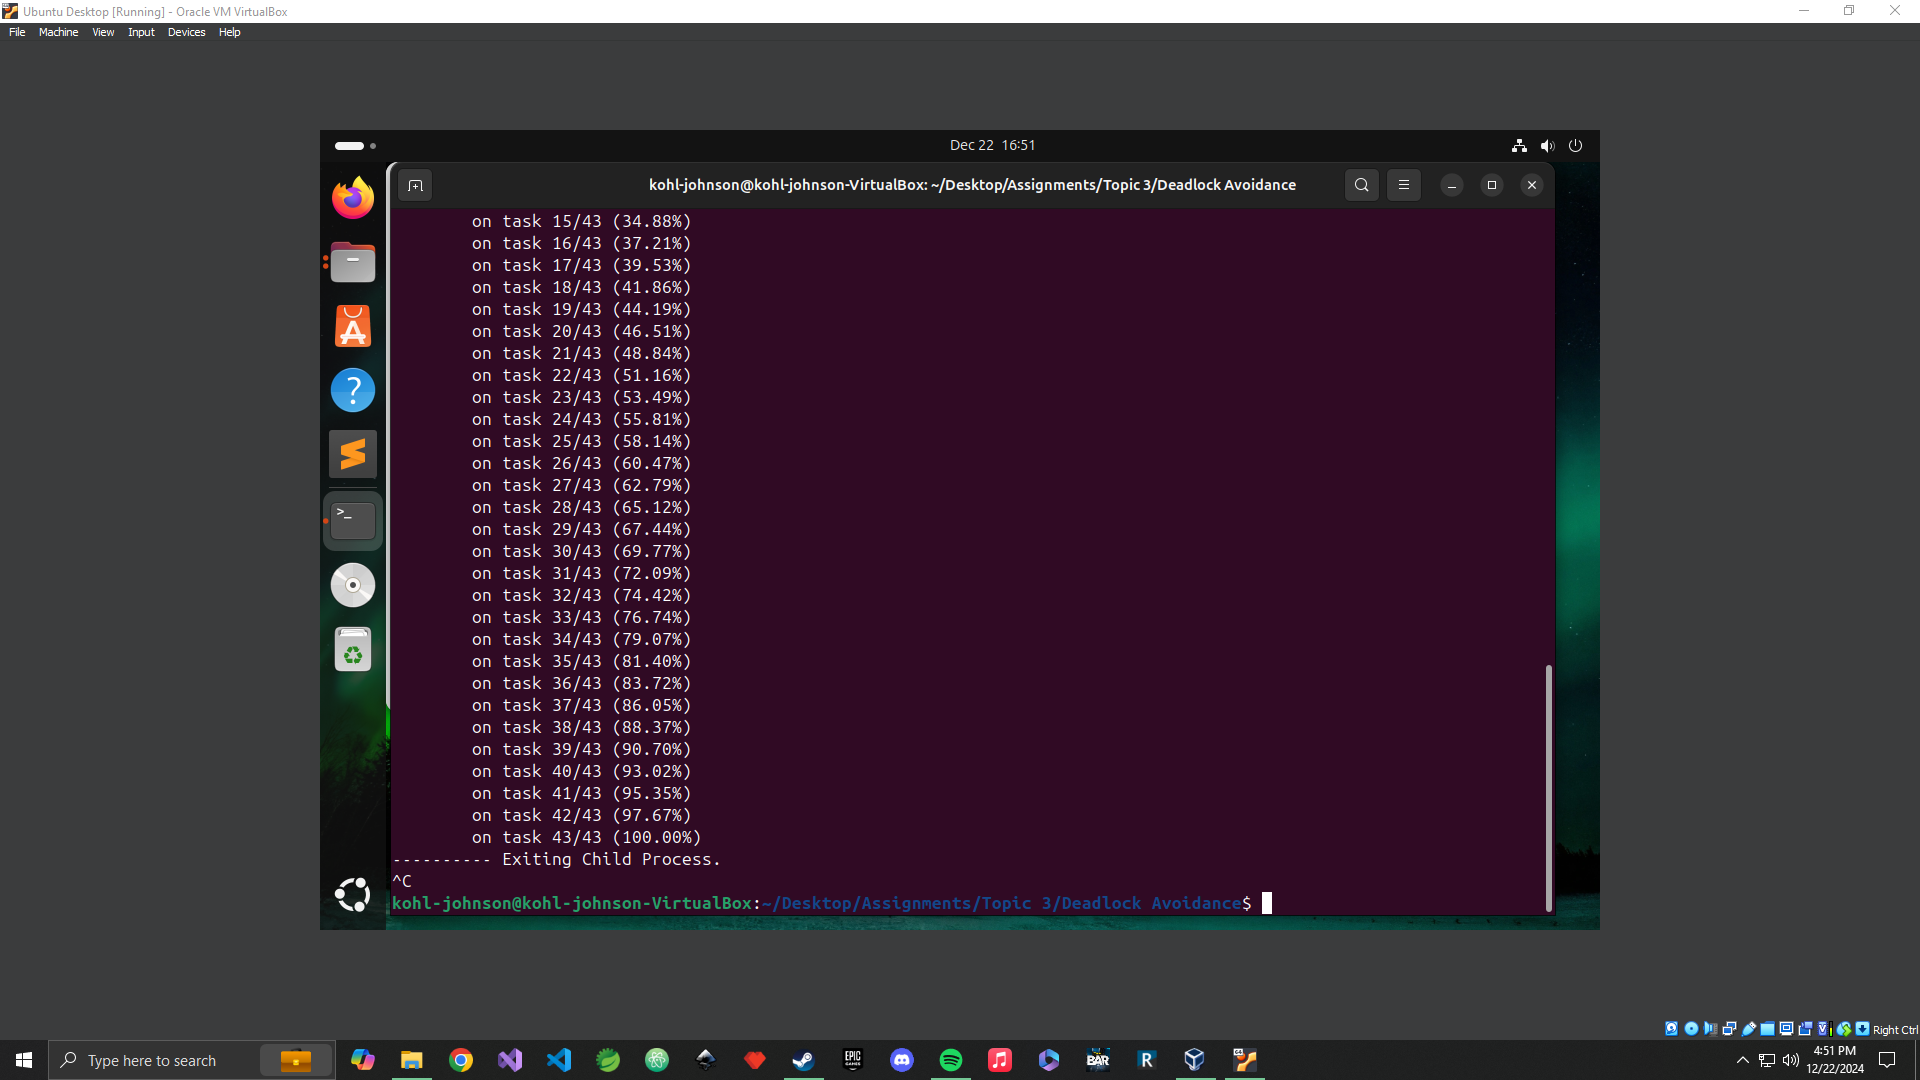 Ubuntu Desktop [Running] - Oracle VM VirtualBox
File Machine View Input Devices Help
Dec 22 16:51
kohl-johnson@kohl-johnson-VirtualBox: ~/Desktop/Assignments/Topic 3/Deadlock Avoidance
on task 15/43 (34.88%)
on task 16/43 (37.21%)
on task 17/43 (39.53%)
on task 18/43 (41.86%)
on task 19/43 (44.19%)
on task 20/43 (46.51%)
on task 21/43 (48.84%)
on task 22/43 (51.16%)
on task 23/43 (53.49%)
on task 24/43 (55.81%)
on task 25/43 (58.14%)
on task 26/43 (60.47%)
on task 27/43 (62.79%)
on task 28/43 (65.12%)
on task 29/43 (67.44%)
on task 30/43 (69.77%)
on task 31/43 (72.09%)
on task 32/43 (74.42%)
on task 33/43 (76.74%)
on task 34/43 (79.07%)
on task 35/43 (81.40%)
on task 36/43 (83.72%)
on task 37/43 (86.05%)
on task 38/43 (88.37%)
on task 39/43 (90.70%)
on task 40/43 (93.02%)
on task 41/43 (95.35%)
on task 42/43 (97.67%)
on task 43/43 (100.00%)
---------- Exiting Child Process.
^C
kohl-johnson@kohl-johnson-VirtualBox:~/Desktop/Assignments/Topic 3/Deadlock Avoidance$
Right Ctrl
Type here to search
EPIC GAMES
BAR
R
4:51 PM
12/22/2024